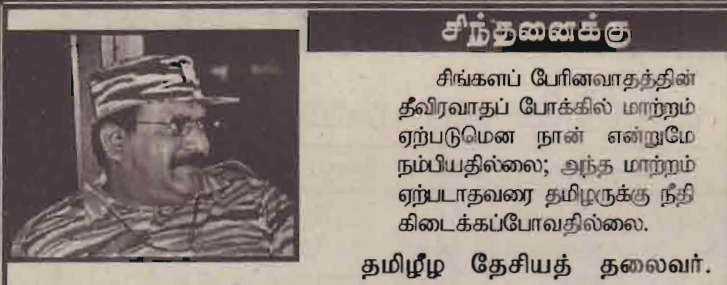 சிந்தனைக்கு
சிங்களப் பேரினவாதத்தின்
தீவிரவாதப் போக்கில் மாற்றம்
ஏற்படுமென நான் என்றுமே
நம்பியதில்லை; அந்த மாற்றம்
ஏற்படாதவரை தமிழருக்கு நீதி
கிடைக்கப்போவதில்லை.
தமிழீழ தேசியத் தலைவர்.